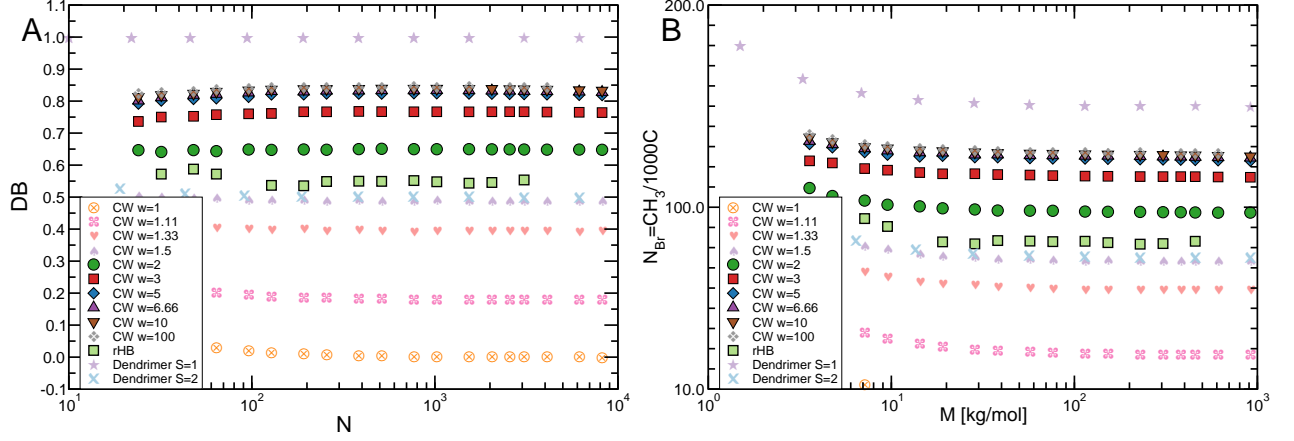 A
1.1
1.0
0.9
0.8
0.7
0.6
0.5
0.4
0.3
0.2
0.1
0.0
-0.1
DB
CW w=1
CW w=1.11
CW w=1.33
CW w=1.5
CW w=2
CW w=3
CW w=5
CW w=6.66
CW w=10
CW w=100
rHB
Dendrimer S=1
Dendrimer S=2
10^1
10^2
10^3
10^4
N
B
200.0
100.0
10.0
N_Br=CH_3/1000C
CW w=1
CW w=1.11
CW w=1.33
CW w=1.5
CW w=2
CW w=3
CW w=5
CW w=6.66
CW w=10
CW w=100
rHB
Dendrimer S=1
Dendrimer S=2
10^0
10^1
10^2
10^3
M [kg/mol]